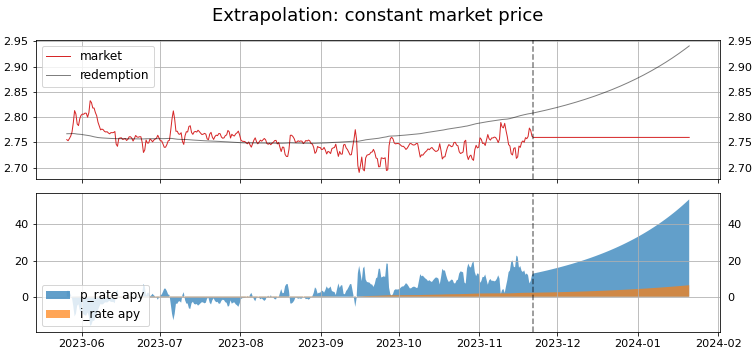 Extrapolation: constant market price
2.95 2.95
market
redemption
2.90 2.90
2.85 2.85
2.80 2.80
2.75 2.75
2.70 2.70
40 40
20 20
0 0
p_rate apy
i_rate apy
2023-06 2023-07 2023-08 2023-09 2023-10 2023-11 2023-12 2024-01 2024-02